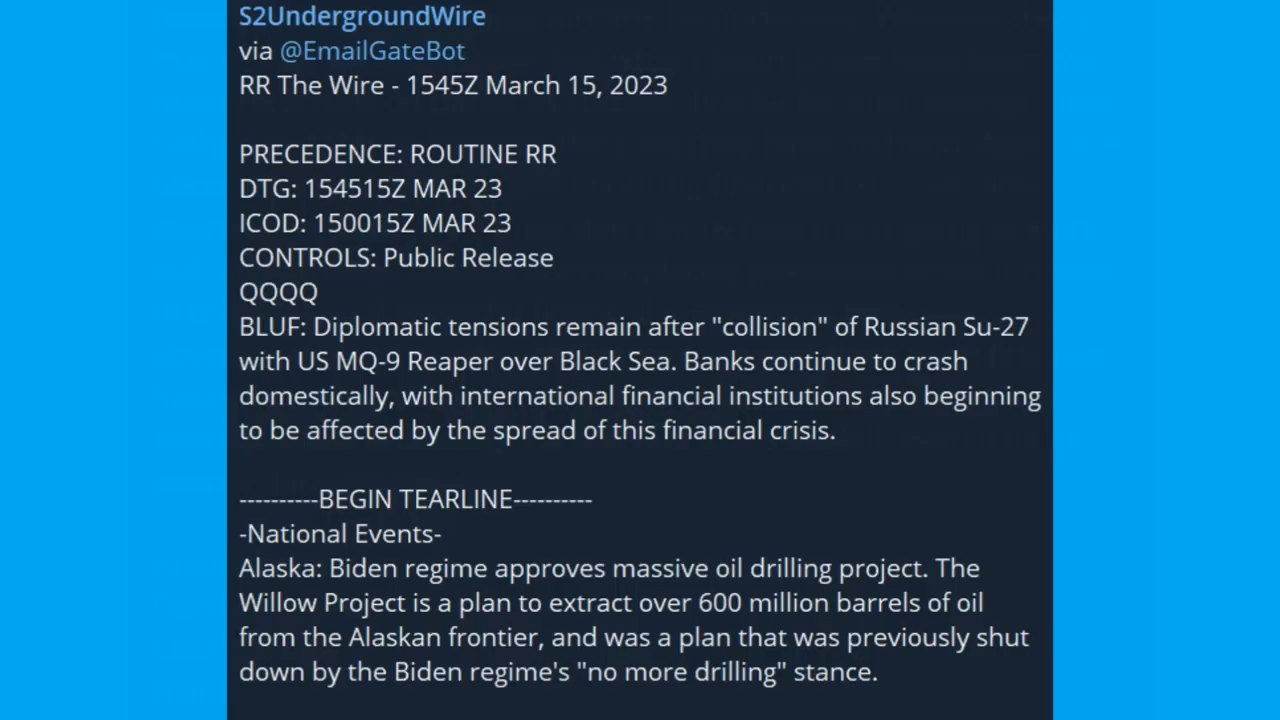 S2UndergroundWire
via @EmailGateBot
RR The Wire - 1545Z March 15, 2023
PRECEDENCE: ROUTINE RR
DTG: 154515Z MAR 23
ICOD: 150015Z MAR 23
CONTROLS: Public Release
QQQQ
BLUF: Diplomatic tensions remain after "collision" of Russian Su-27
with US MQ-9 Reaper over Black Sea. Banks continue to crash
domestically, with international financial institutions also beginning
to be affected by the spread of this financial crisis.
----------BEGIN TEARLINE----------
-National Events-
Alaska: Biden regime approves massive oil drilling project. The
Willow Project is a plan to extract over 600 million barrels of oil
from the Alaskan frontier, and was a plan that was previously shut
down by the Biden regime's "no more drilling" stance.